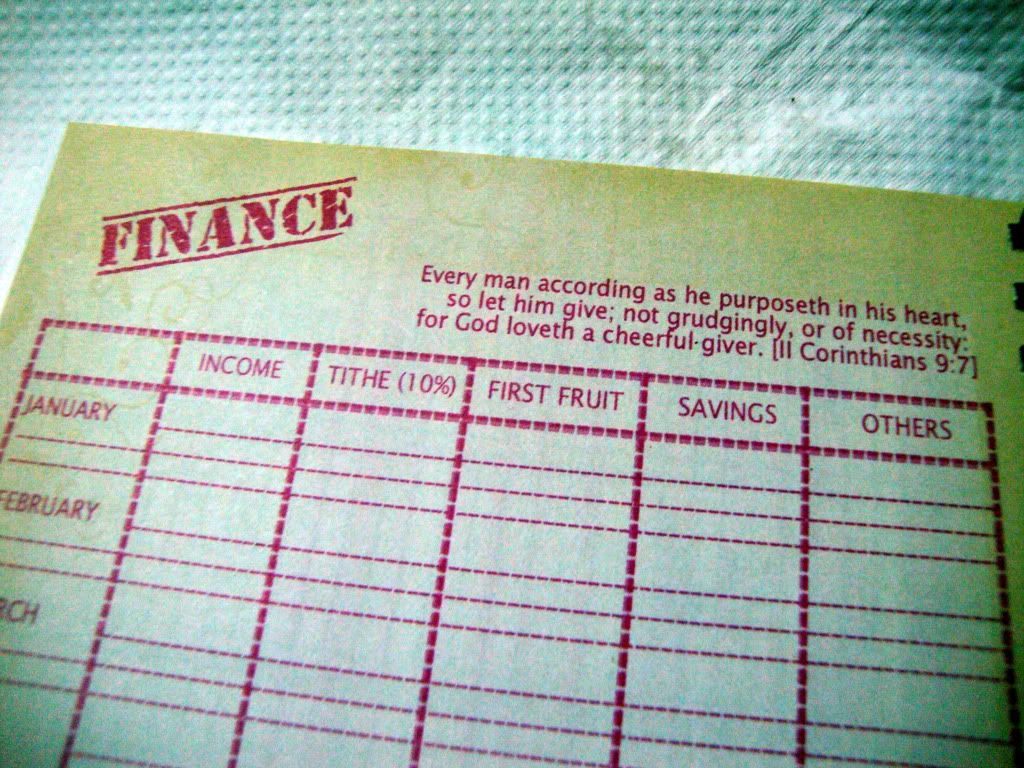 FINANCE
Every man according as he purposeth in his heart,
so let him give; not grudgingly, or of necessity:
for God loveth a cheerful giver. [II Corinthians 9:7]
INCOME TITHE (10%) FIRST FRUIT SAVINGS OTHERS
JANUARY
FEBRUARY
RCH